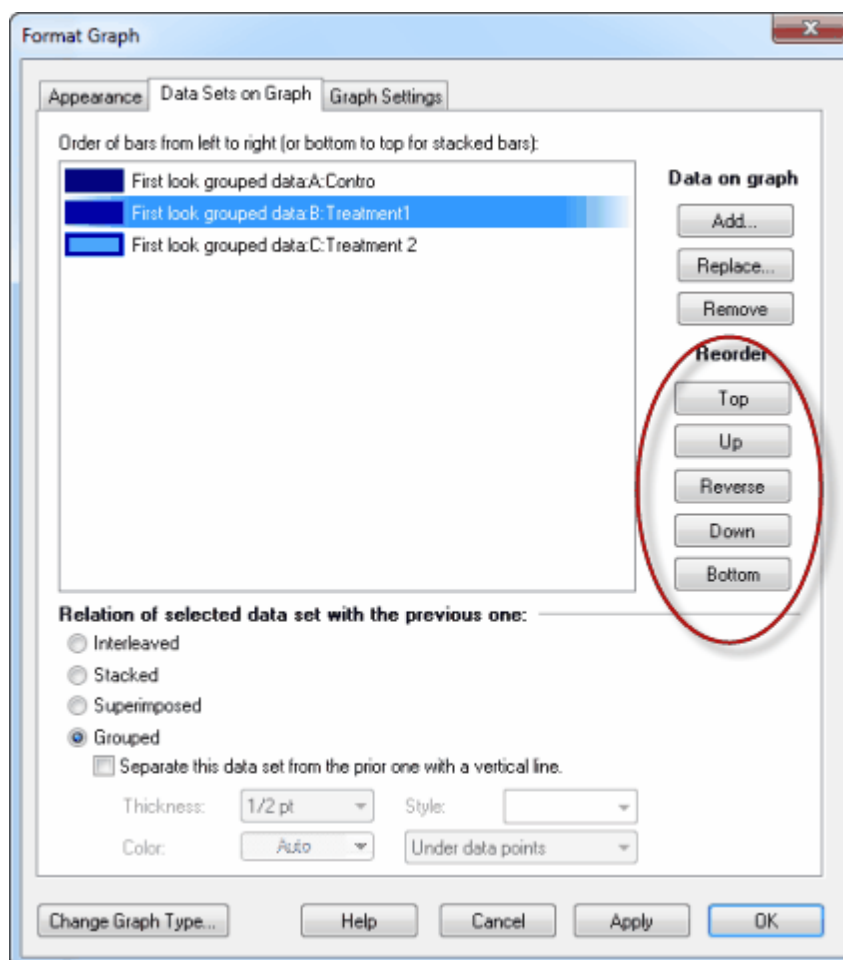 Format Graph
Appearance Data Sets on Graph Graph Settings
Order of bars from left to right (or bottom to top for stacked bars):
First look grouped data:A:Contro
First look grouped data:B:Treatment1
First look grouped data:C:Treatment 2
Data on graph
Add...
Replace...
Remove
Reorder
Top
Up
Reverse
Down
Bottom
Relation of selected data set with the previous one:
Interleaved
Stacked
Superimposed
Grouped
Separate this data set from the prior one with a vertical line.
Thickness: 1/2 pt Style:
Color: Auto Under data points
Change Graph Type... Help Cancel Apply OK